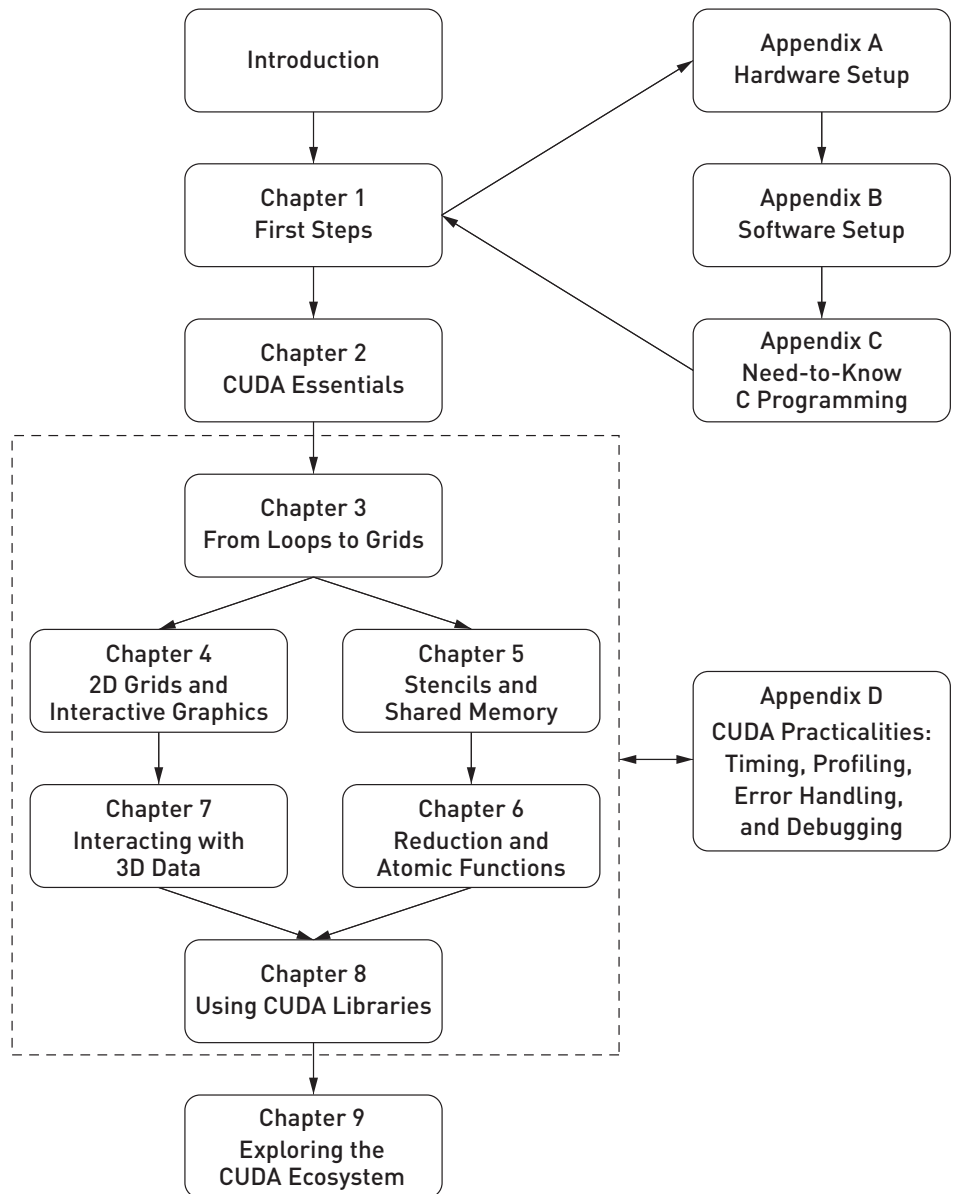 Introduction
Appendix A
Hardware Setup
Chapter 1
First Steps
Appendix B
Software Setup
Chapter 2
CUDA Essentials
Appendix C
Need-to-Know
C Programming
Chapter 3
From Loops to Grids
Chapter 4
2D Grids and
Interactive Graphics
Chapter 5
Stencils and
Shared Memory
Appendix D
CUDA Practicalities:
Timing, Profiling,
Error Handling,
and Debugging
Chapter 7
Interacting with
3D Data
Chapter 6
Reduction and
Atomic Functions
Chapter 8
Using CUDA Libraries
Chapter 9
Exploring the
CUDA Ecosystem